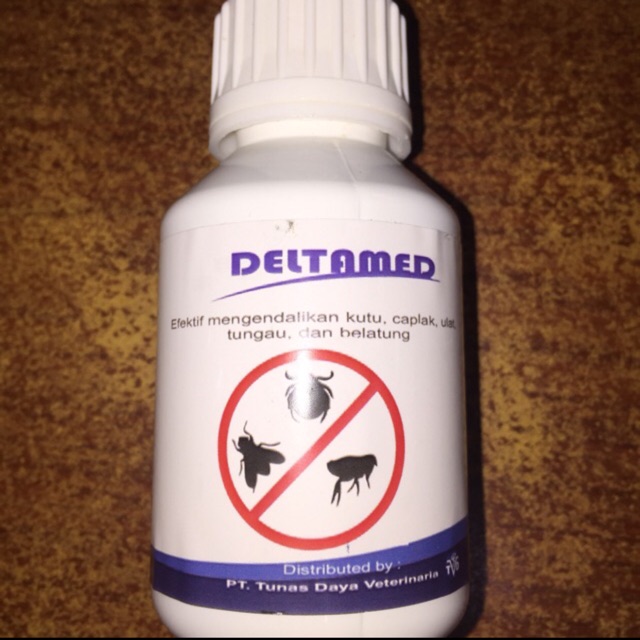 DELTAMED
Efektif mengendalikan kutu, caplak, ulat,
tungau, dan belatung
Distributed by :
PT. Tunas Daya Veterinaria